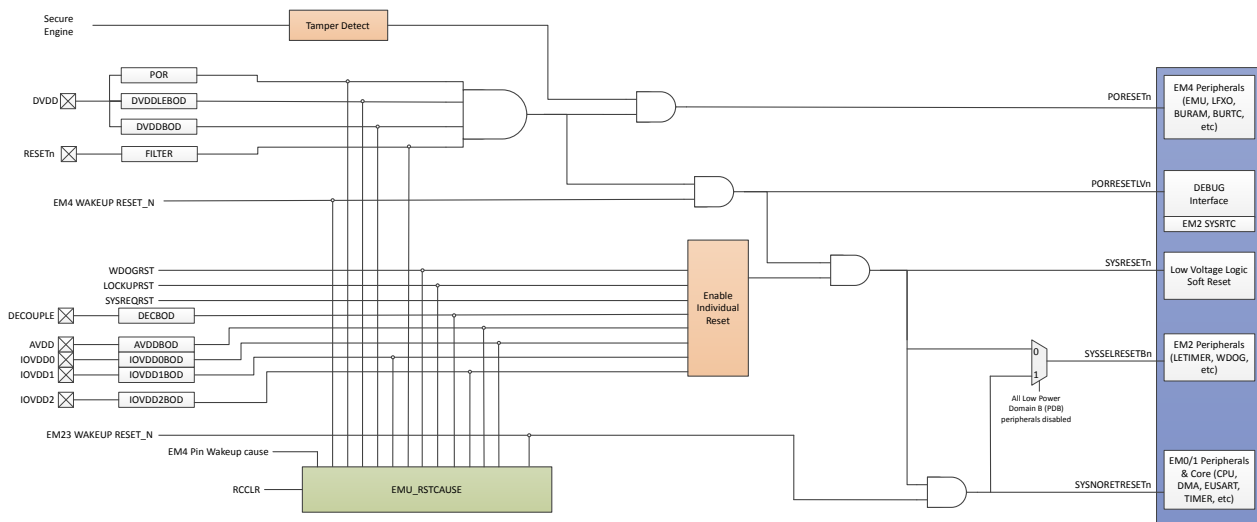 Secure
Engine
Tamper Detect
POR
DVDD
DVDDLEBOD
DVDDBOD
RESETn
FILTER
EM4 WAKEUP RESET_N
WDOGRST
LOCKUPRST
SYSREQRST
DECOUPLE
DECBOD
AVDD
AVDDBOD
IOVDD0
IOVDD0BOD
IOVDD1
IOVDD1BOD
IOVDD2
IOVDD2BOD
EM23 WAKEUP RESET_N
EM4 Pin Wakeup cause
RCCLR
EMU_RSTCAUSE
Enable
Individual
Reset
0
1
All Low Power
Domain B (PDB)
peripherals disabled
PORESETn
EM4 Peripherals
(EMU, LFXO,
BURAM, BURTC,
etc)
PORRESETLVn
DEBUG
Interface
EM2 SYSRTC
SYSRESETn
Low Voltage Logic
Soft Reset
SYSSELRESETBn
EM2 Peripherals
(LETIMER, WDOG,
etc)
SYSNORETRESETn
EM0/1 Peripherals
& Core (CPU,
DMA, EUSART,
TIMER, etc)